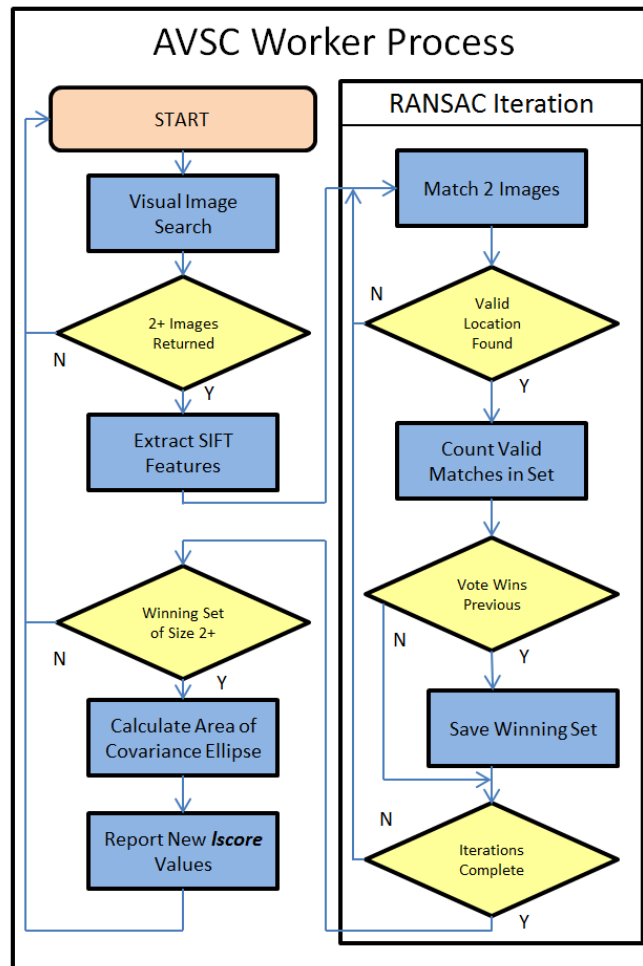 AVSC Worker Process
START
Visual Image
Search
2+ Images
Returned
N
Y
Extract SIFT
Features
Winning Set
of Size 2+
N
Y
Calculate Area of
Covariance Ellipse
Report New lscore
Values
RANSAC Iteration
Match 2 Images
N
Valid
Location
Found
Y
Count Valid
Matches in Set
Vote Wins
Previous
N
Y
Save Winning Set
N
Iterations
Complete
Y